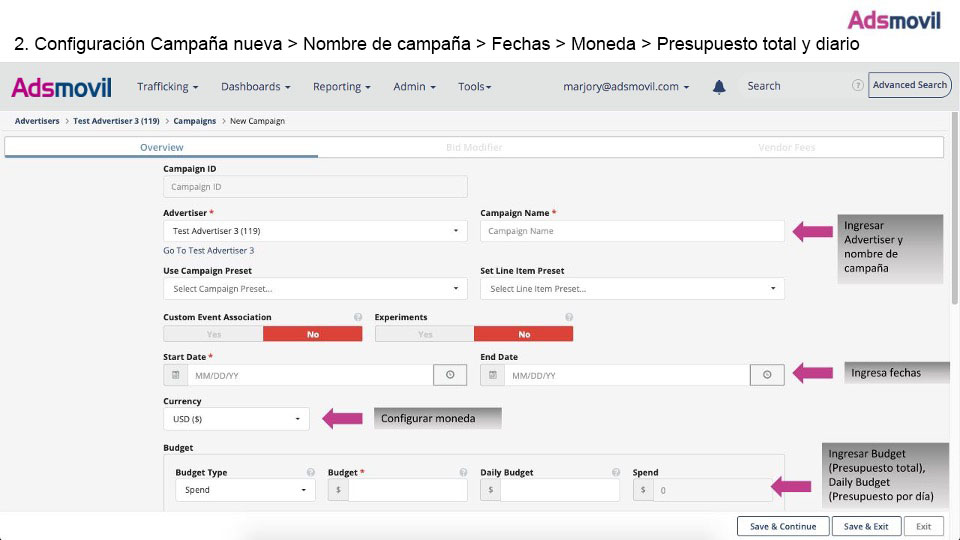 Adsmovil
2. Configuración Campaña nueva > Nombre de campaña > Fechas > Moneda > Presupuesto total y diario
Adsmovil Trafficking Dashboards Reporting Admin Tools marjory@adsmovil.com Search ? Advanced Search
Advertisers > Test Advertiser 3 (119) > Campaigns > New Campaign
Overview Bid Modifier Vendor Fees
Campaign ID
Campaign ID
Advertiser * Campaign Name *
Test Advertiser 3 (119) Campaign Name
Go To Test Advertiser 3
Ingresar
Advertiser y
nombre de
campaña
Use Campaign Preset Set Line Item Preset
Select Campaign Preset... Select Line Item Preset...
Custom Event Association ? Experiments ?
Yes No Yes No
Start Date * End Date
MM/DD/YY MM/DD/YY
Ingresa fechas
Currency
USD ($)
Configurar moneda
Budget
Budget Type ? Budget * ? Daily Budget ? Spend
Spend $ $ $ 0
Ingresar Budget
(Presupuesto total),
Daily Budget
(Presupuesto por día)
Save & Continue Save & Exit Exit